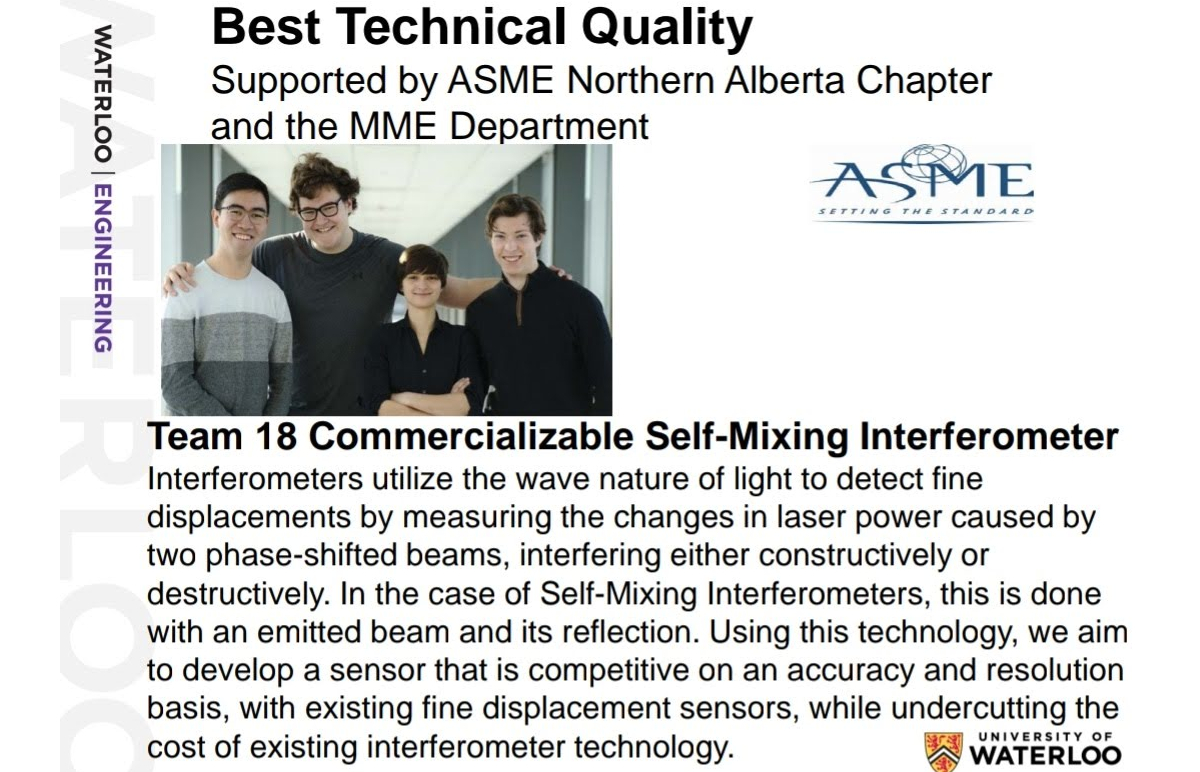 Best Technical Quality
Supported by ASME Northern Alberta Chapter
and the MME Department
WATERLOO | ENGINEERING
WATERLOO
ASME
SETTING THE STANDARD
Team 18 Commercializable Self-Mixing Interferometer
Interferometers utilize the wave nature of light to detect fine
displacements by measuring the changes in laser power caused by
two phase-shifted beams, interfering either constructively or
destructively. In the case of Self-Mixing Interferometers, this is done
with an emitted beam and its reflection. Using this technology, we aim
to develop a sensor that is competitive on an accuracy and resolution
basis, with existing fine displacement sensors, while undercutting the
cost of existing interferometer technology.
UNIVERSITY OF
WATERLOO